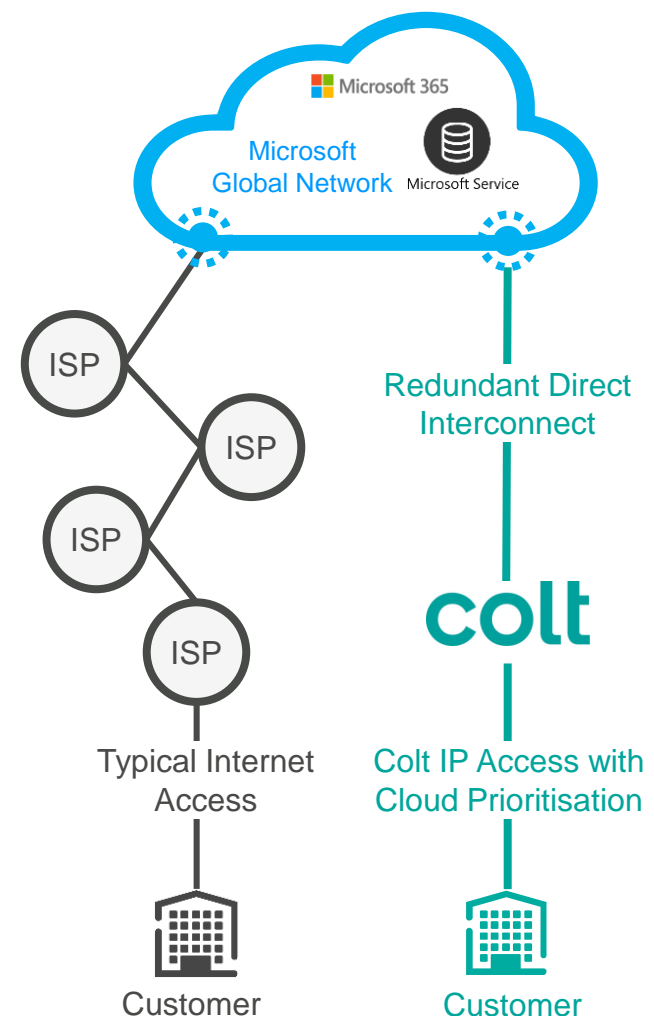 Microsoft 365
Microsoft
Global Network
Microsoft Service
ISP
ISP
ISP
ISP
Typical Internet
Access
Customer
Redundant Direct
Interconnect
colt
Colt IP Access with
Cloud Prioritisation
Customer